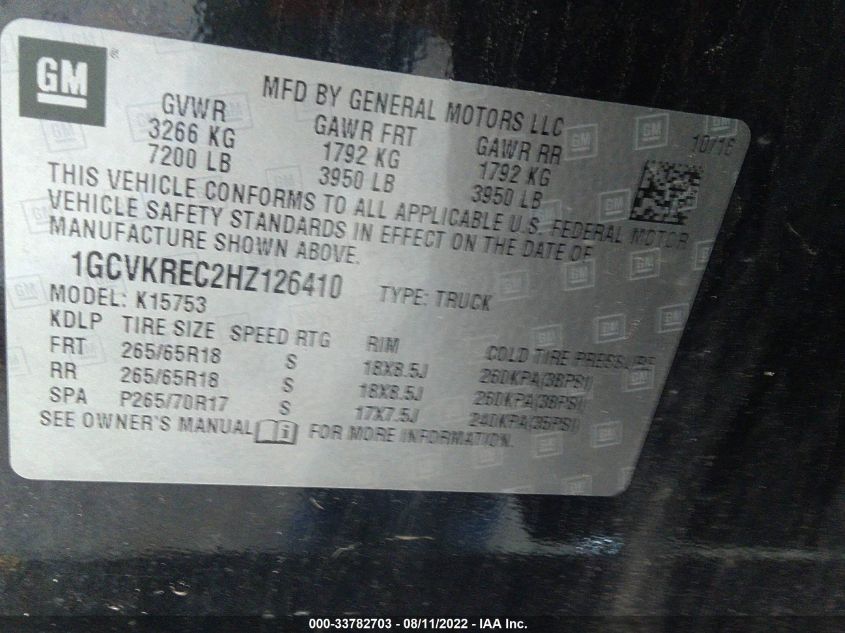 GM
MFD BY GENERAL MOTORS LLC
10/16
GVWR GAWR FRT GAWR RR
3266 KG 1792 KG 1792 KG
7200 LB 3950 LB 3950 LB
THIS VEHICLE CONFORMS TO ALL APPLICABLE U.S. FEDERAL MOTOR
VEHICLE SAFETY STANDARDS IN EFFECT ON THE DATE OF
MANUFACTURE SHOWN ABOVE.
1GCVKREC2HZ126410 TYPE: TRUCK
MODEL: K15753
KDLP TIRE SIZE SPEED RTG RIM COLD TIRE PRESSURE
FRT 265/65R18 S 18X8.5J 260KPA(38PSI)
RR 265/65R18 S 18X8.5J 260KPA(38PSI)
SPA P265/70R17 S 17X7.5J 240KPA(35PSI)
SEE OWNER'S MANUAL FOR MORE INFORMATION.
000-33782703 - 08/11/2022 - IAA Inc.